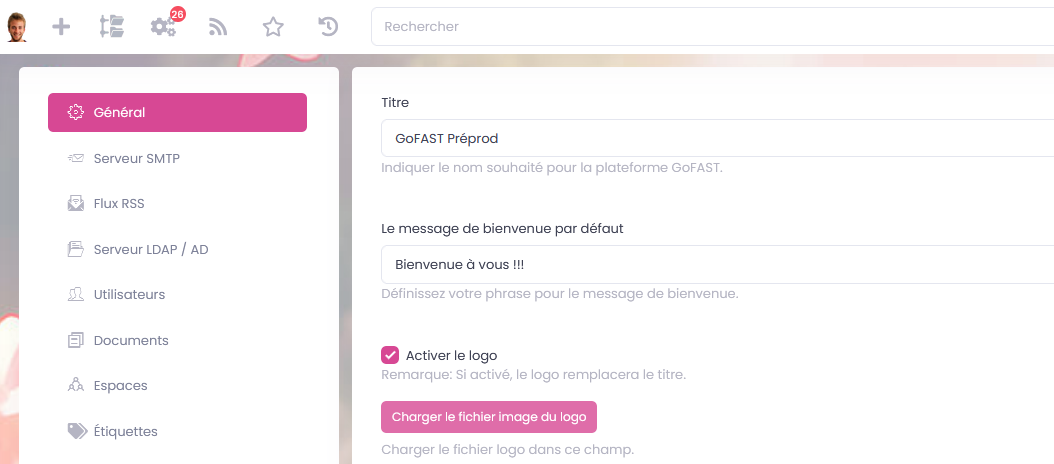 26
Rechercher
Général
Serveur SMTP
Flux RSS
Serveur LDAP / AD
Utilisateurs
Documents
Espaces
Étiquettes
Titre
GoFAST Préprod
Indiquer le nom souhaité pour la plateforme GoFAST.
Le message de bienvenue par défaut
Bienvenue à vous !!!
Définissez votre phrase pour le message de bienvenue.
Activer le logo
Remarque: Si activé, le logo remplacera le titre.
Charger le fichier image du logo
Charger le fichier logo dans ce champ.